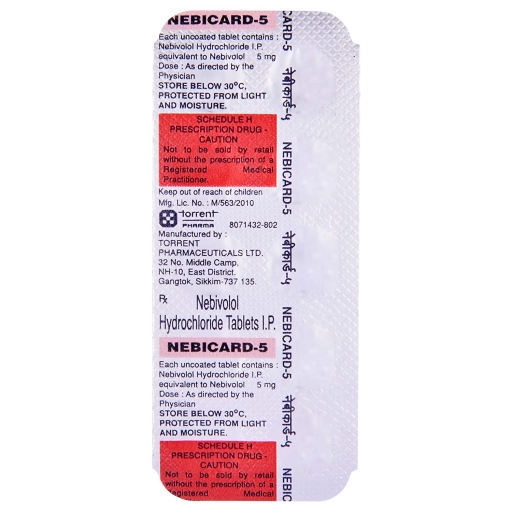 NEBICARD-5
Each uncoated tablet contains :
Nebivolol Hydrochloride I.P.
equivalent to Nebivolol 5 mg
Dose : As directed by the
Physician
STORE BELOW 30°C,
PROTECTED FROM LIGHT
AND MOISTURE.
SCHEDULE H
PRESCRIPTION DRUG -
CAUTION
Not to be sold by retail
without the prescription of a
Registered Medical
Practitioner.
Keep out of reach of children
Mfg. Lic. No. : M/563/2010
torrent
PHARMA 8071432-802
Manufactured by :
TORRENT
PHARMACEUTICALS LTD.
32 No. Middle Camp.
NH-10, East District.
Gangtok, Sikkim-737 135.
Rx Nebivolol
Hydrochloride Tablets I.P.
NEBICARD-5
Each uncoated tablet contains :
Nebivolol Hydrochloride I.P.
equivalent to Nebivolol 5 mg
Dose : As directed by the
Physician
STORE BELOW 30°C,
PROTECTED FROM LIGHT
AND MOISTURE.
SCHEDULE H
PRESCRIPTION DRUG -
CAUTION
Not to be sold by retail
without the prescription of a
Registered Medical
CARD-5 नेबीकार्ड-५ NEBICARD-5 नेबीकार्ड-५ NEBICARD-5 नेबीकार्ड-५ NEBIC